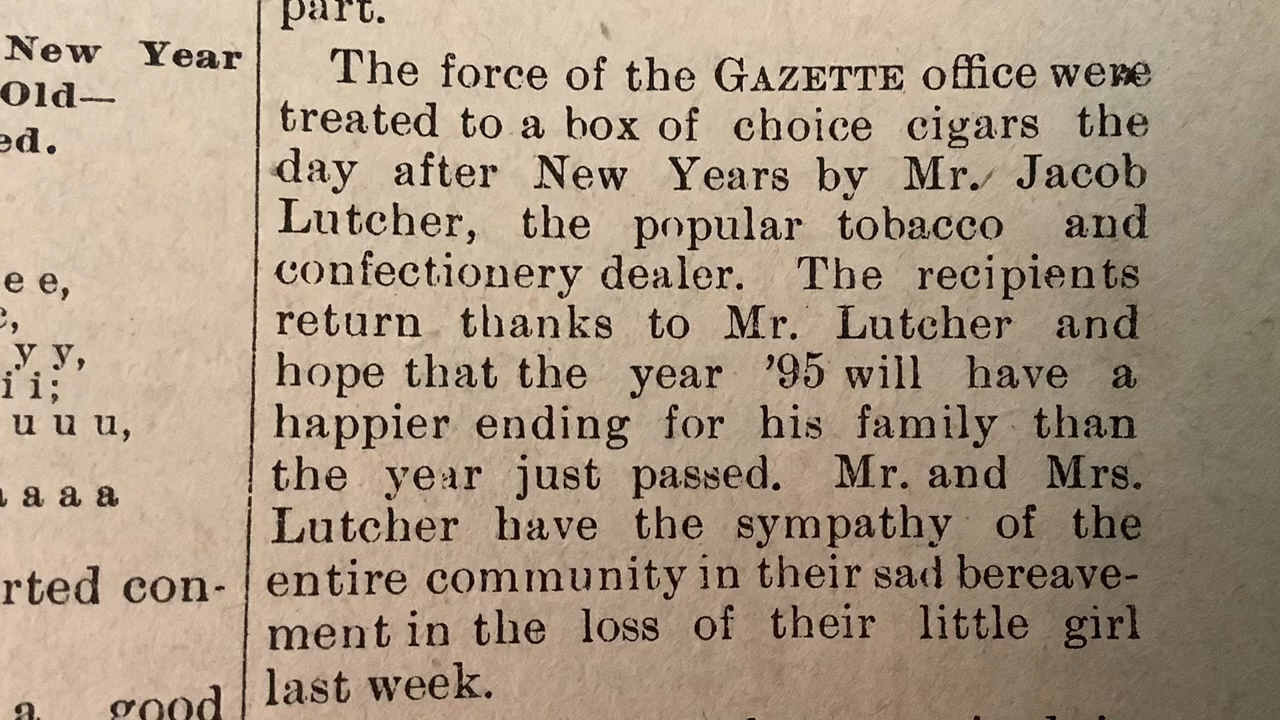 New Year
Old—
ed.
e e,
c,
y y,
i i;
u u u,
a a a
rted con-
a good
part.
The force of the GAZETTE office were
treated to a box of choice cigars the
day after New Years by Mr. Jacob
Lutcher, the popular tobacco and
confectionery dealer. The recipients
return thanks to Mr. Lutcher and
hope that the year '95 will have a
happier ending for his family than
the year just passed. Mr. and Mrs.
Lutcher have the sympathy of the
entire community in their sad bereave-
ment in the loss of their little girl
last week.